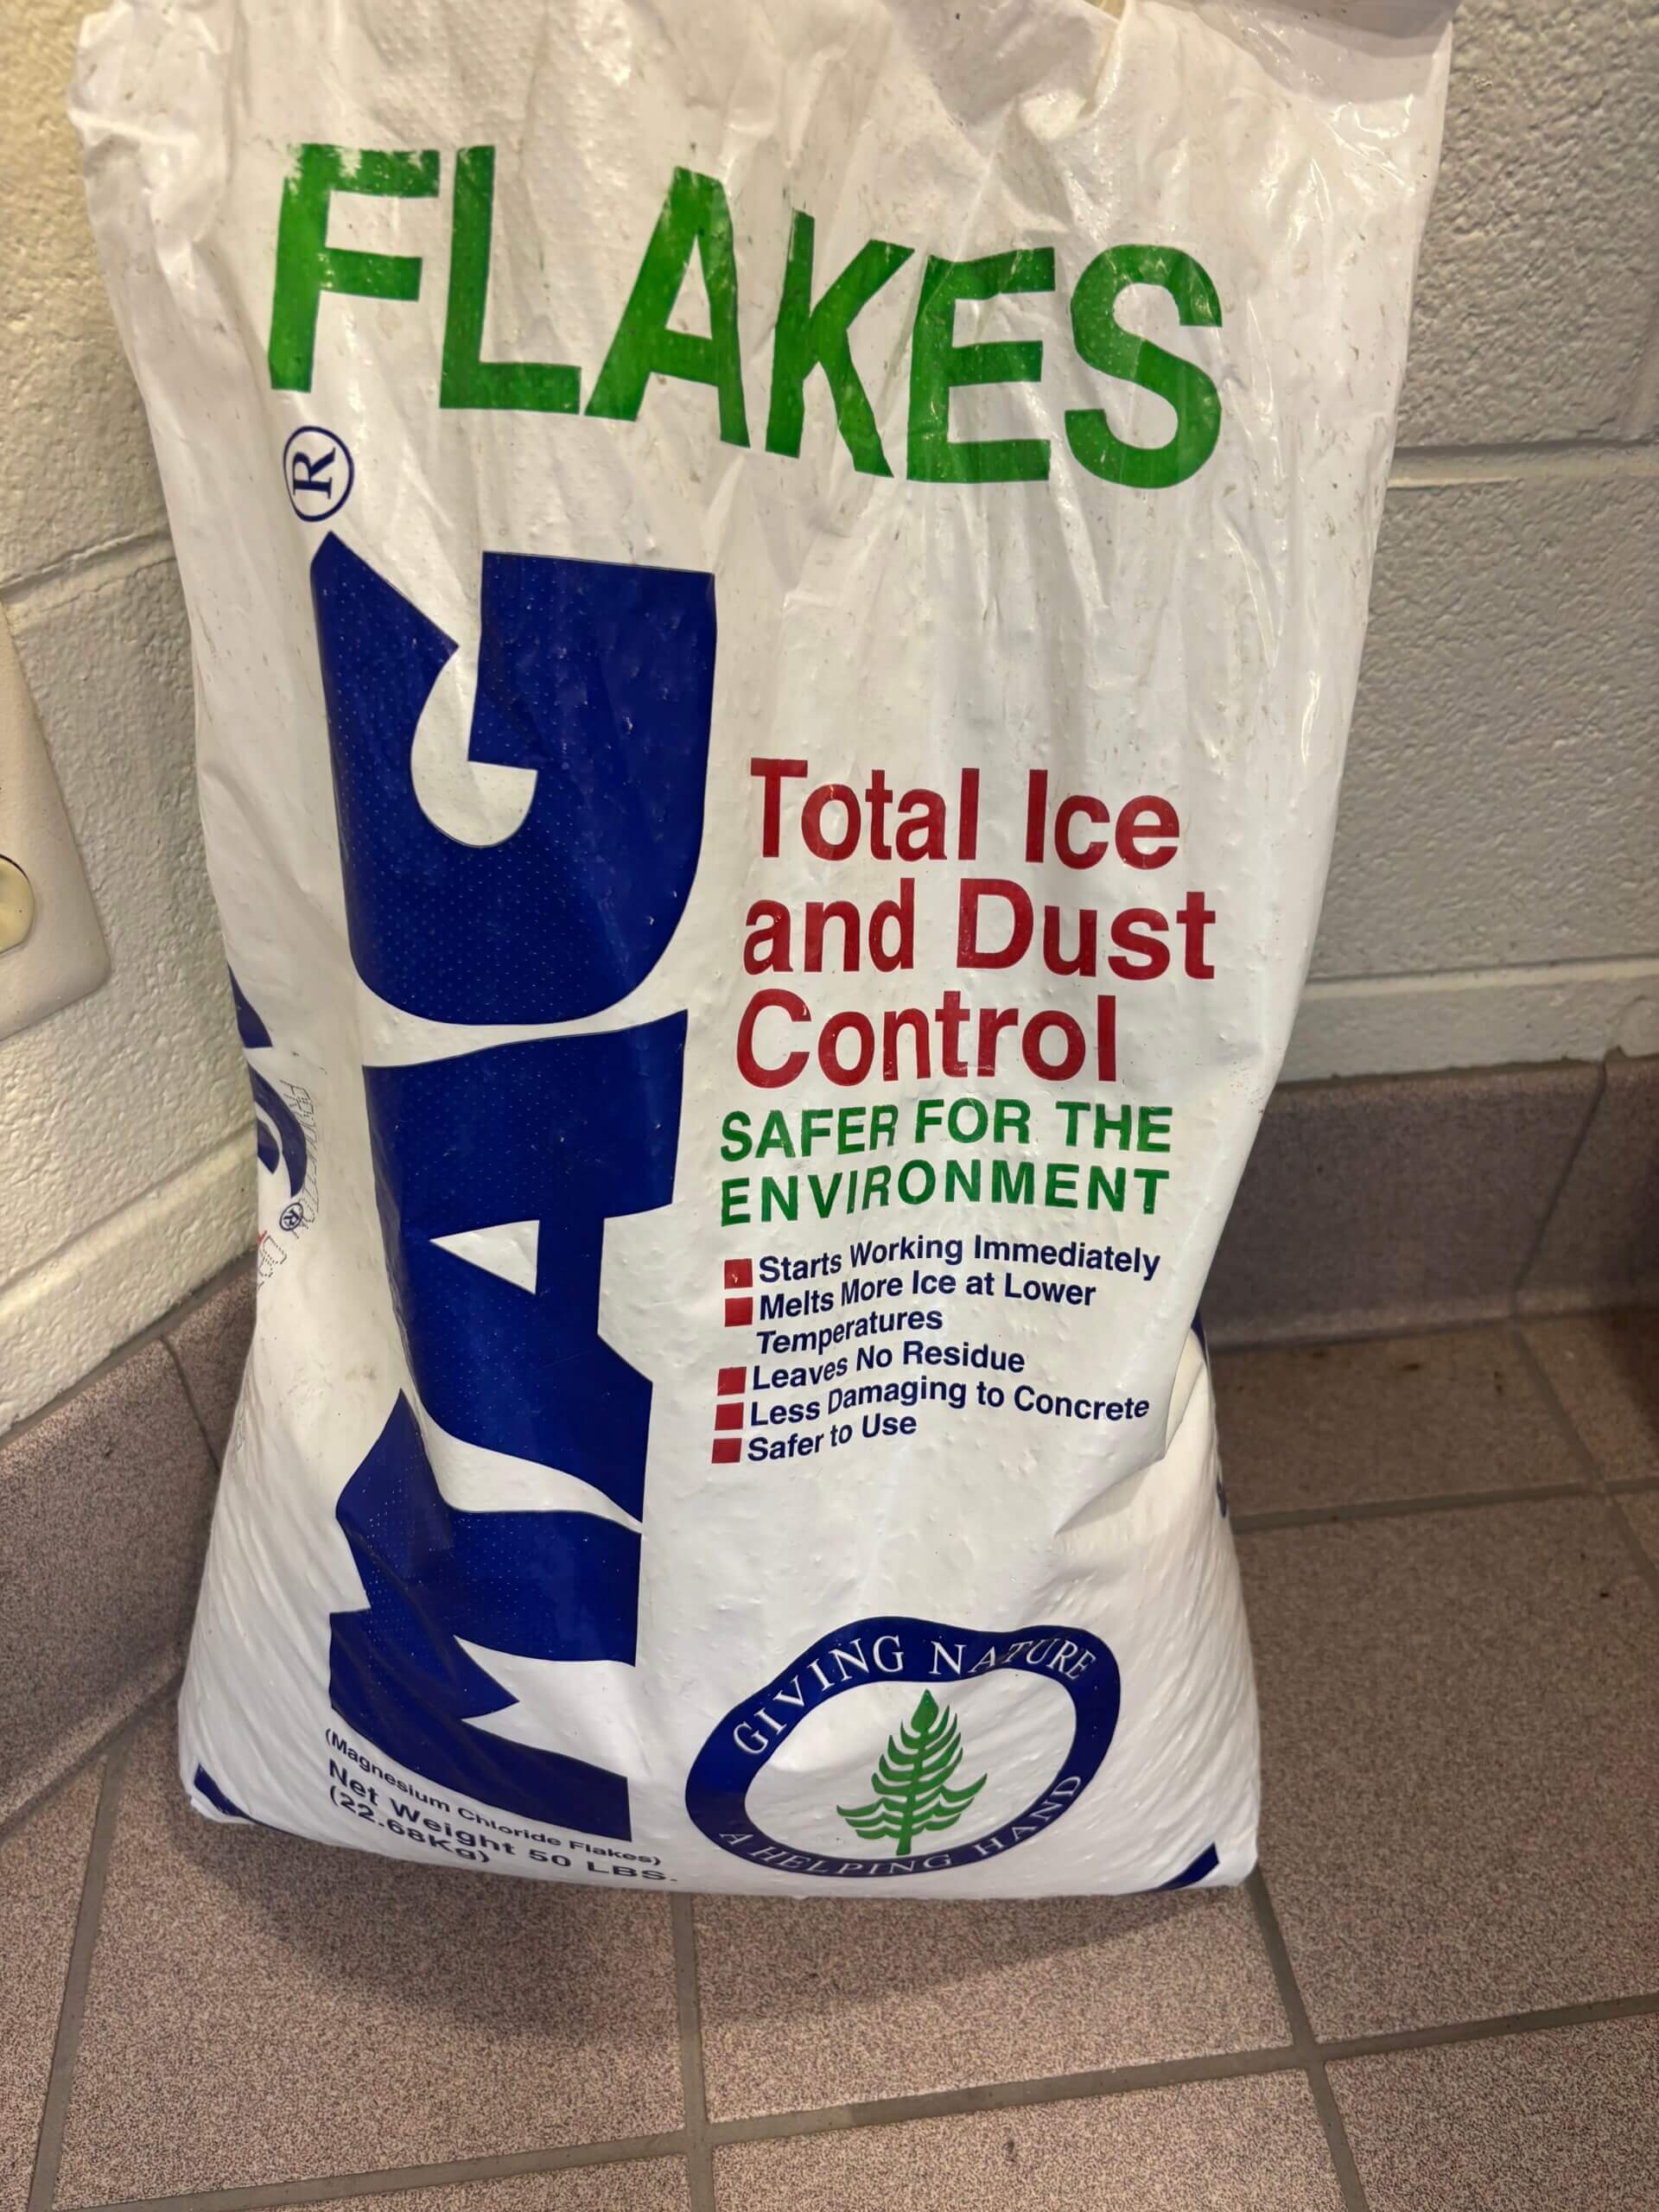 FLAKES
MAG®
Total Ice
and Dust
Control
SAFER FOR THE
ENVIRONMENT
Starts Working Immediately
Melts More Ice at Lower
Temperatures
Leaves No Residue
Less Damaging to Concrete
Safer to Use
(Magnesium Chloride Flakes)
Net Weight 50 LBS.
(22.68Kg)
GIVING NATURE
A HELPING HAND
®